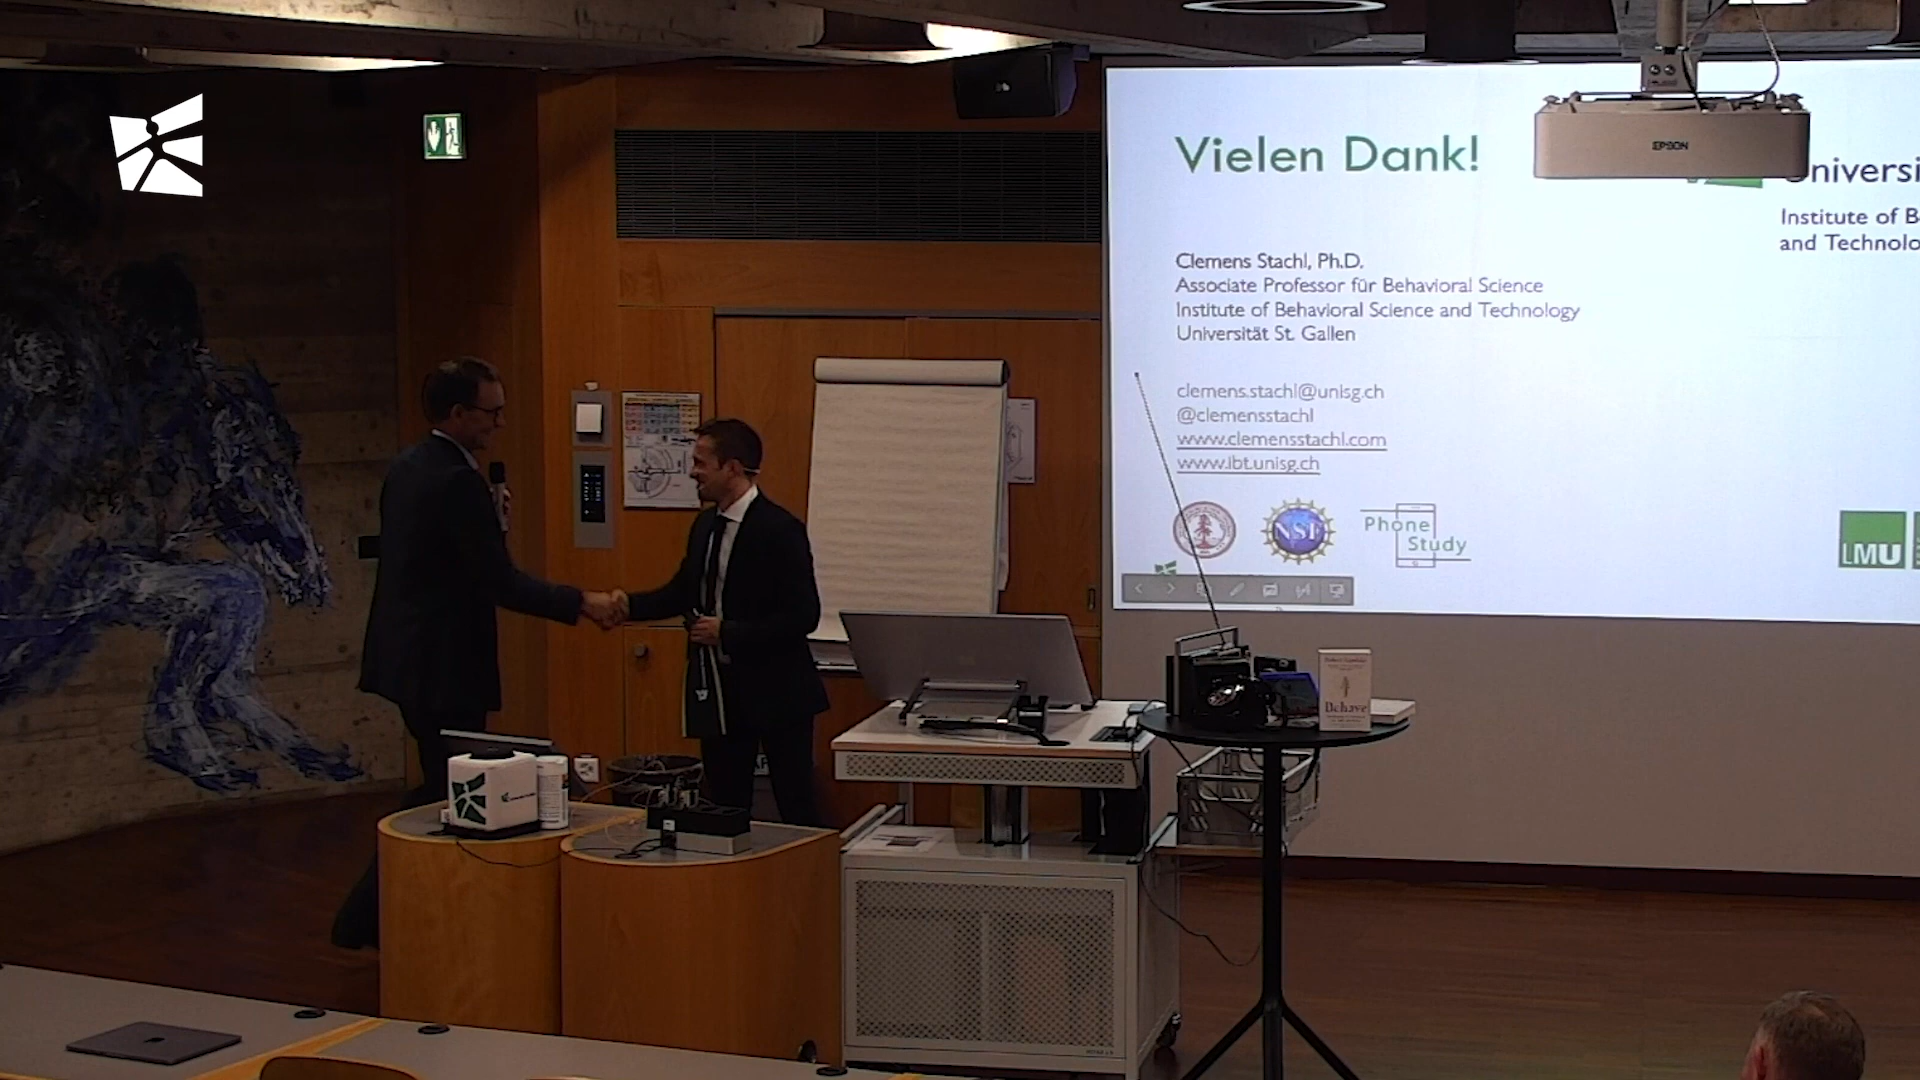 Vielen Dank!
EPSON
Universi
Institute of B
and Technolo
Clemens Stachl, Ph.D.
Associate Professor für Behavioral Science
Institute of Behavioral Science and Technology
Universität St. Gallen
clemens.stachl@unisg.ch
@clemensstachl
www.clemensstachl.com
www.ibt.unisg.ch
NSF
Phone
Study
LMU
Behave